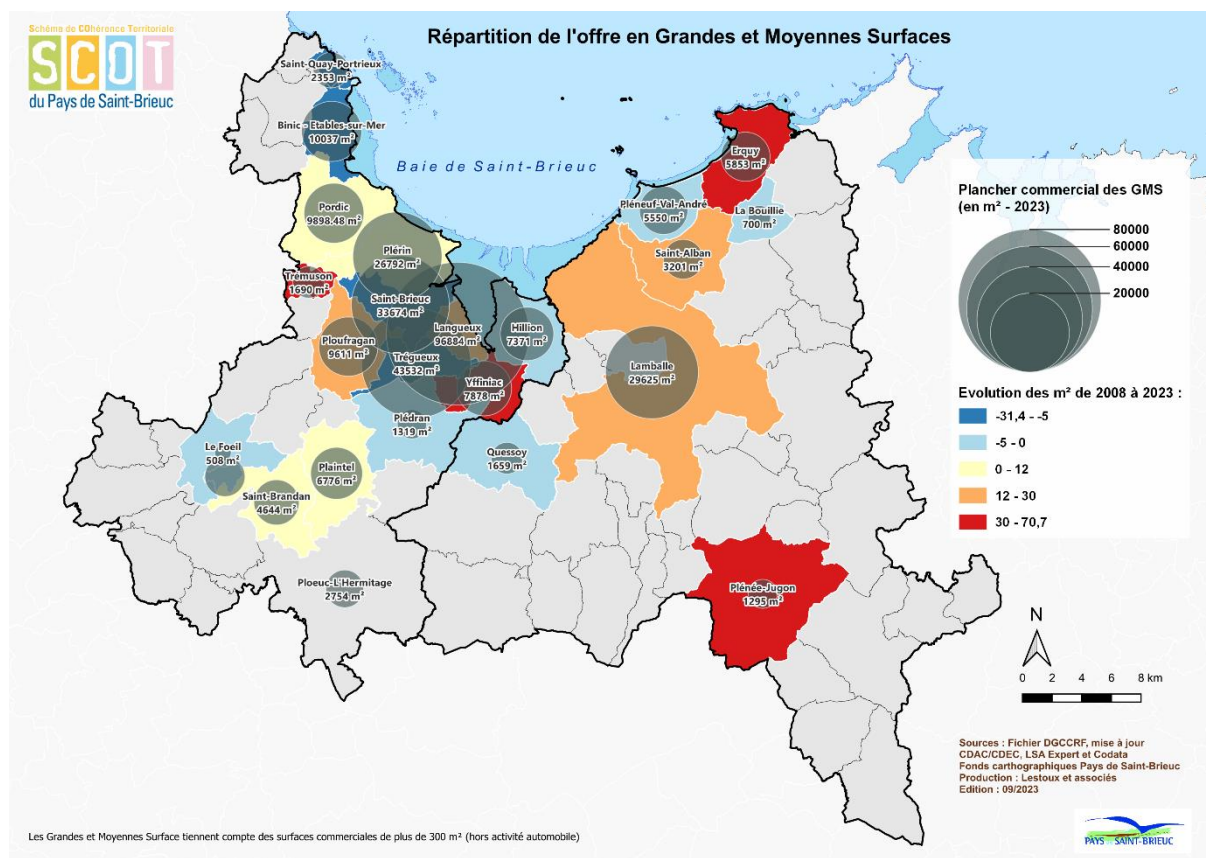 Schéma de COhérence Territoriale
SCOT
du Pays de Saint-Brieuc
Répartition de l'offre en Grandes et Moyennes Surfaces
Saint-Quay-Portrieux
2353 m²
Binic - Etables-sur-Mer
10037 m²
Baie de Saint-Brieuc
Erquy
5853 m²
Pordic
9898.48 m²
Pléneuf-Val-André
5550 m²
La Bouillie
700 m²
Plérin
26792 m²
Saint-Alban
3201 m²
Trémuson
1690 m²
Saint-Brieuc
33674 m²
Langueux
96884 m²
Hillion
7371 m²
Ploufragan
9611 m²
Trégueux
43532 m²
Lamballe
29625 m²
Yffiniac
7878 m²
Plédran
1319 m²
Le Foeil
508 m²
Quessoy
1659 m²
Plaintel
6776 m²
Saint-Brandan
4644 m²
Ploeuc-L'Hermitage
2754 m²
Plénée-Jugon
1295 m²
Plancher commercial des GMS
(en m² - 2023)
80000
60000
40000
20000
Evolution des m² de 2008 à 2023 :
-31,4 - -5
-5 - 0
0 - 12
12 - 30
30 - 70,7
N
0 2 4 6 8 km
Sources : Fichier DGCCRF, mise à jour
CDAC/CDEC, LSA Expert et Codata
Fonds cartographiques Pays de Saint-Brieuc
Production : Lestoux et associés
Edition : 09/2023
Les Grandes et Moyennes Surface tiennent compte des surfaces commerciales de plus de 300 m² (hors activité automobile)
PAYS DE SAINT-BRIEUC